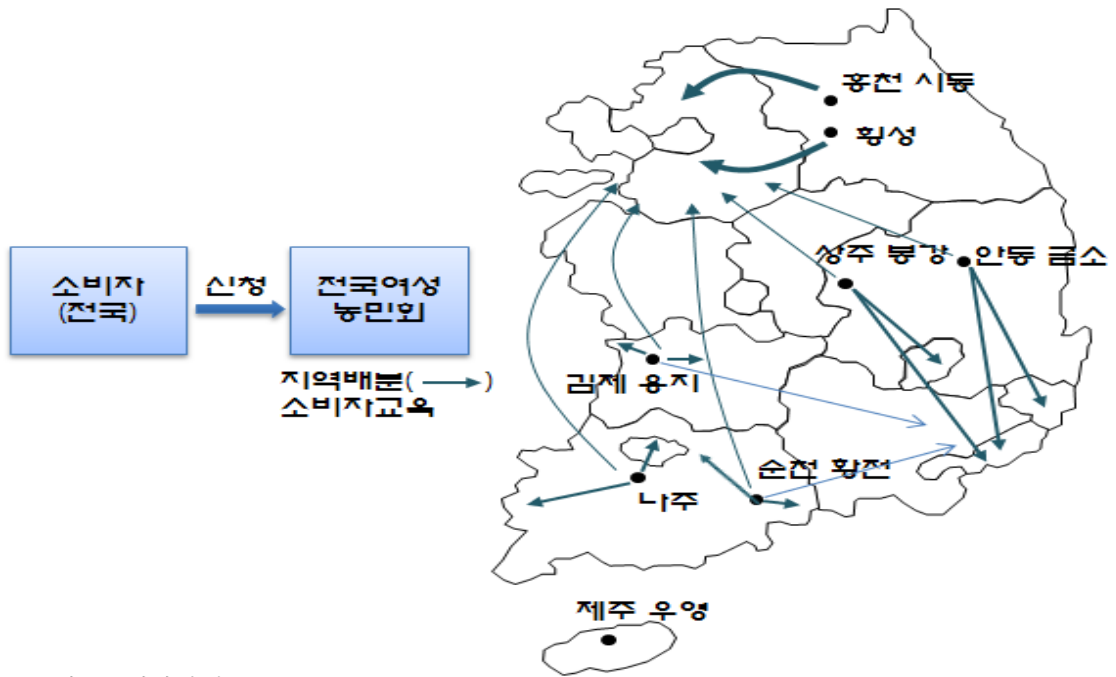 홍천 시동
횡성
상주 봉강
안동 금소
소비자
(전국)
신청
전국여성
농민회
지역배분( )
소비자교육
김제 용지
순천 황전
나주
제주 우영